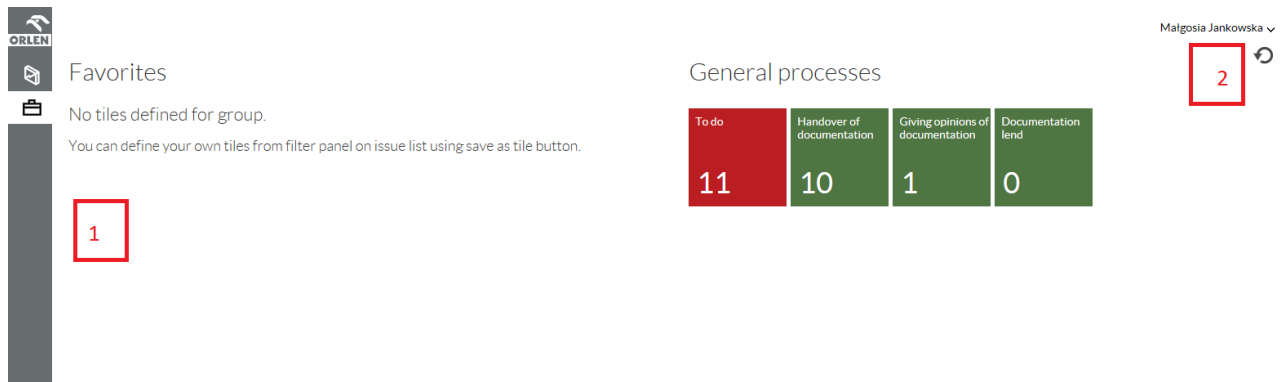 ORLEN
Małgosia Jankowska
Favorites
No tiles defined for group.
You can define your own tiles from filter panel on issue list using save as tile button.
1
General processes
2
To do
11
Handover of
documentation
10
Giving opinions of
documentation
1
Documentation
lend
0